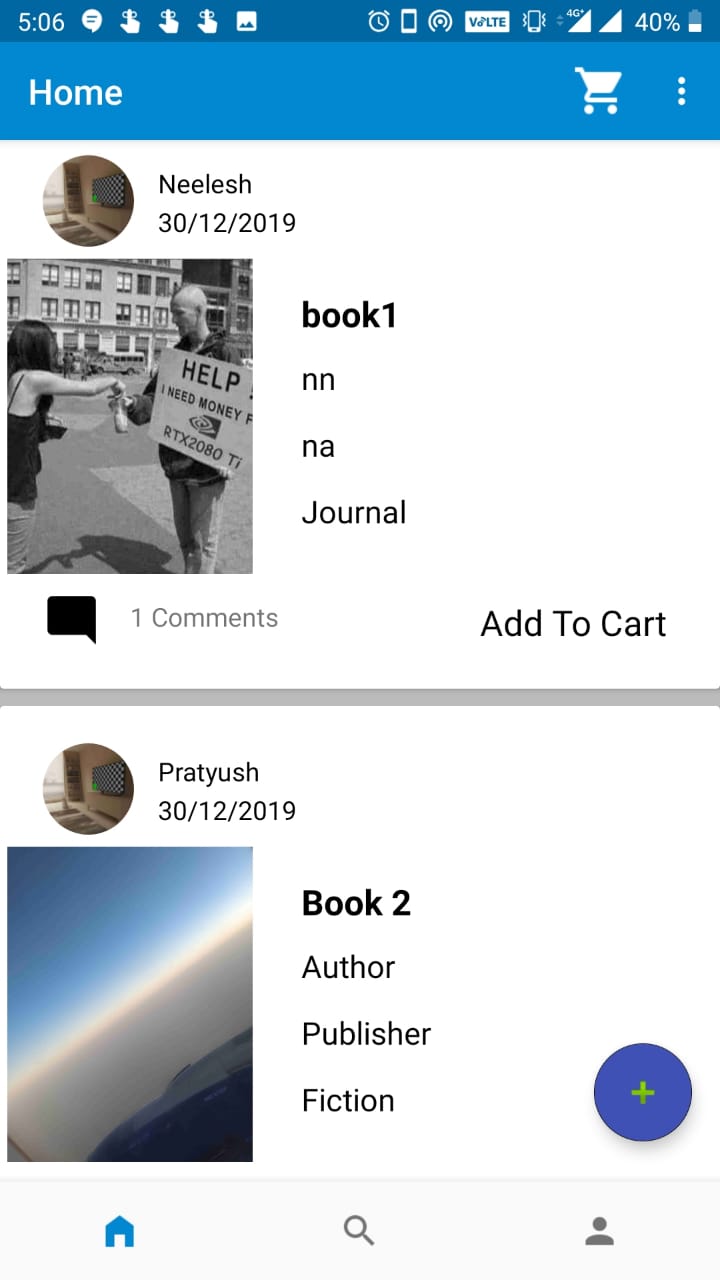 5:06 VoLTE 4G+ 40%
Home
Neelesh
30/12/2019
HELP
I NEED MONEY F
RTX2080 Ti
book1
nn
na
Journal
1 Comments
Add To Cart
Pratyush
30/12/2019
Book 2
Author
Publisher
Fiction
+